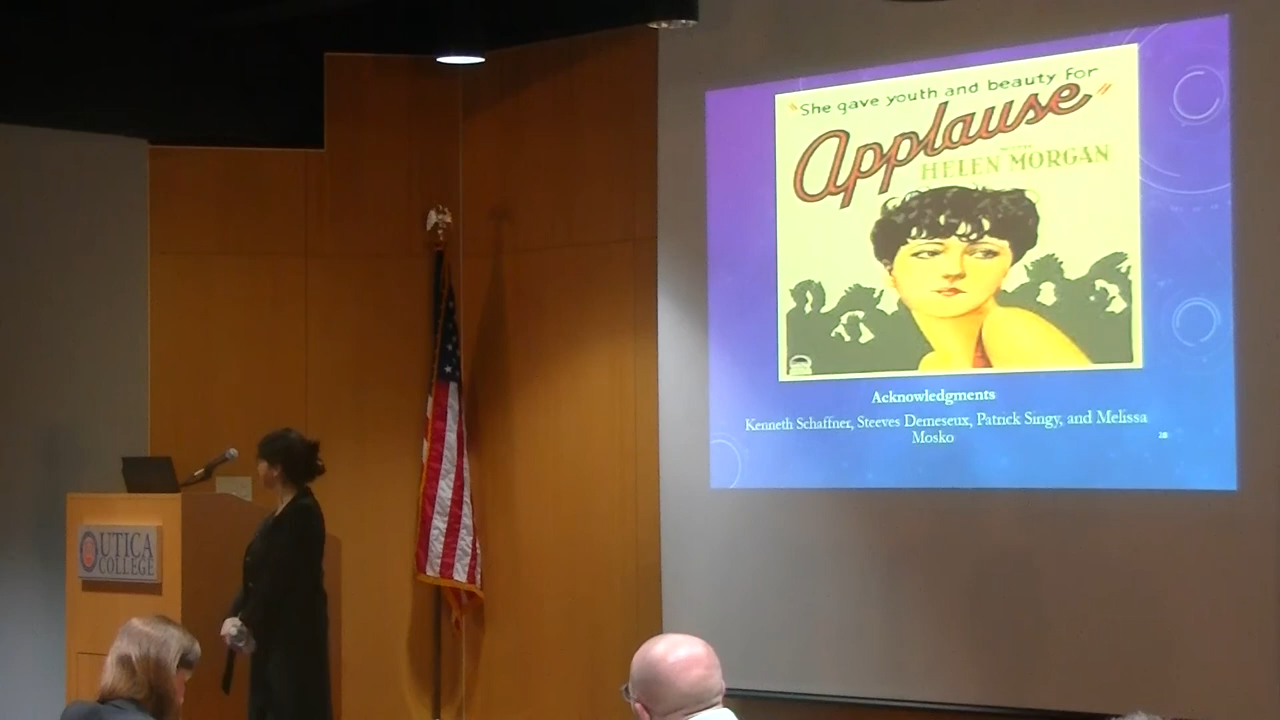 "She gave youth and beauty for
Applause"
WITH
HELEN MORGAN
Acknowledgments
Kenneth Schaffner, Steeves Demeseux, Patrick Singy, and Melissa
Mosko
28
UTICA
COLLEGE